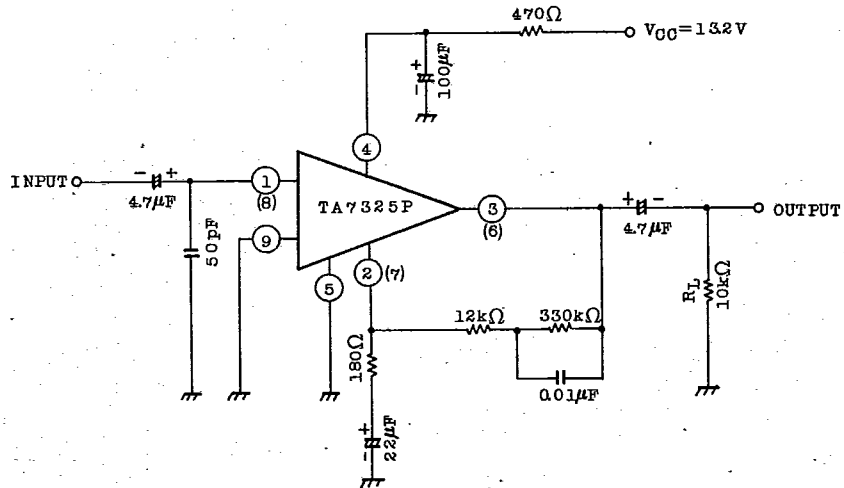 470Ω
VCC=13.2V
100μF
- +
4
INPUT
- +
4.7μF
1
(8)
TA7325P
3
(6)
+ -
4.7μF
OUTPUT
50pF
9
5
2
(7)
RL
10kΩ
12kΩ
330kΩ
180Ω
0.01μF
+
-
22μF